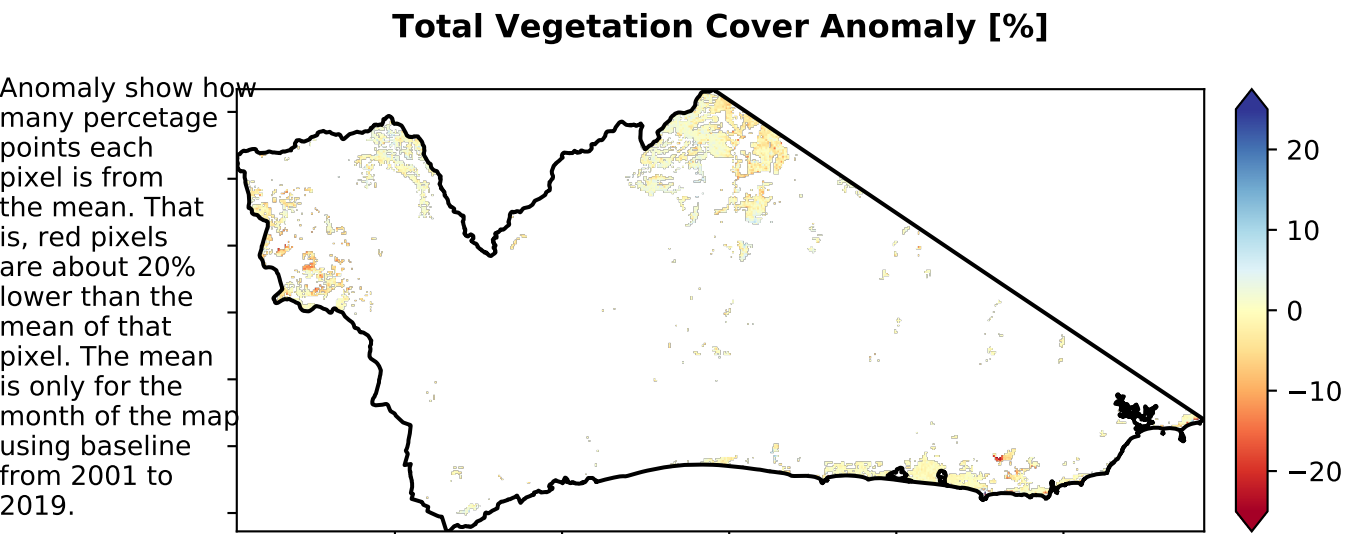 Total Vegetation Cover Anomaly [%]
Anomaly show how
many percetage
points each
pixel is from
the mean. That
is, red pixels
are about 20%
lower than the
mean of that
pixel. The mean
is only for the
month of the map
using baseline
from 2001 to
2019.
20
10
0
−10
−20